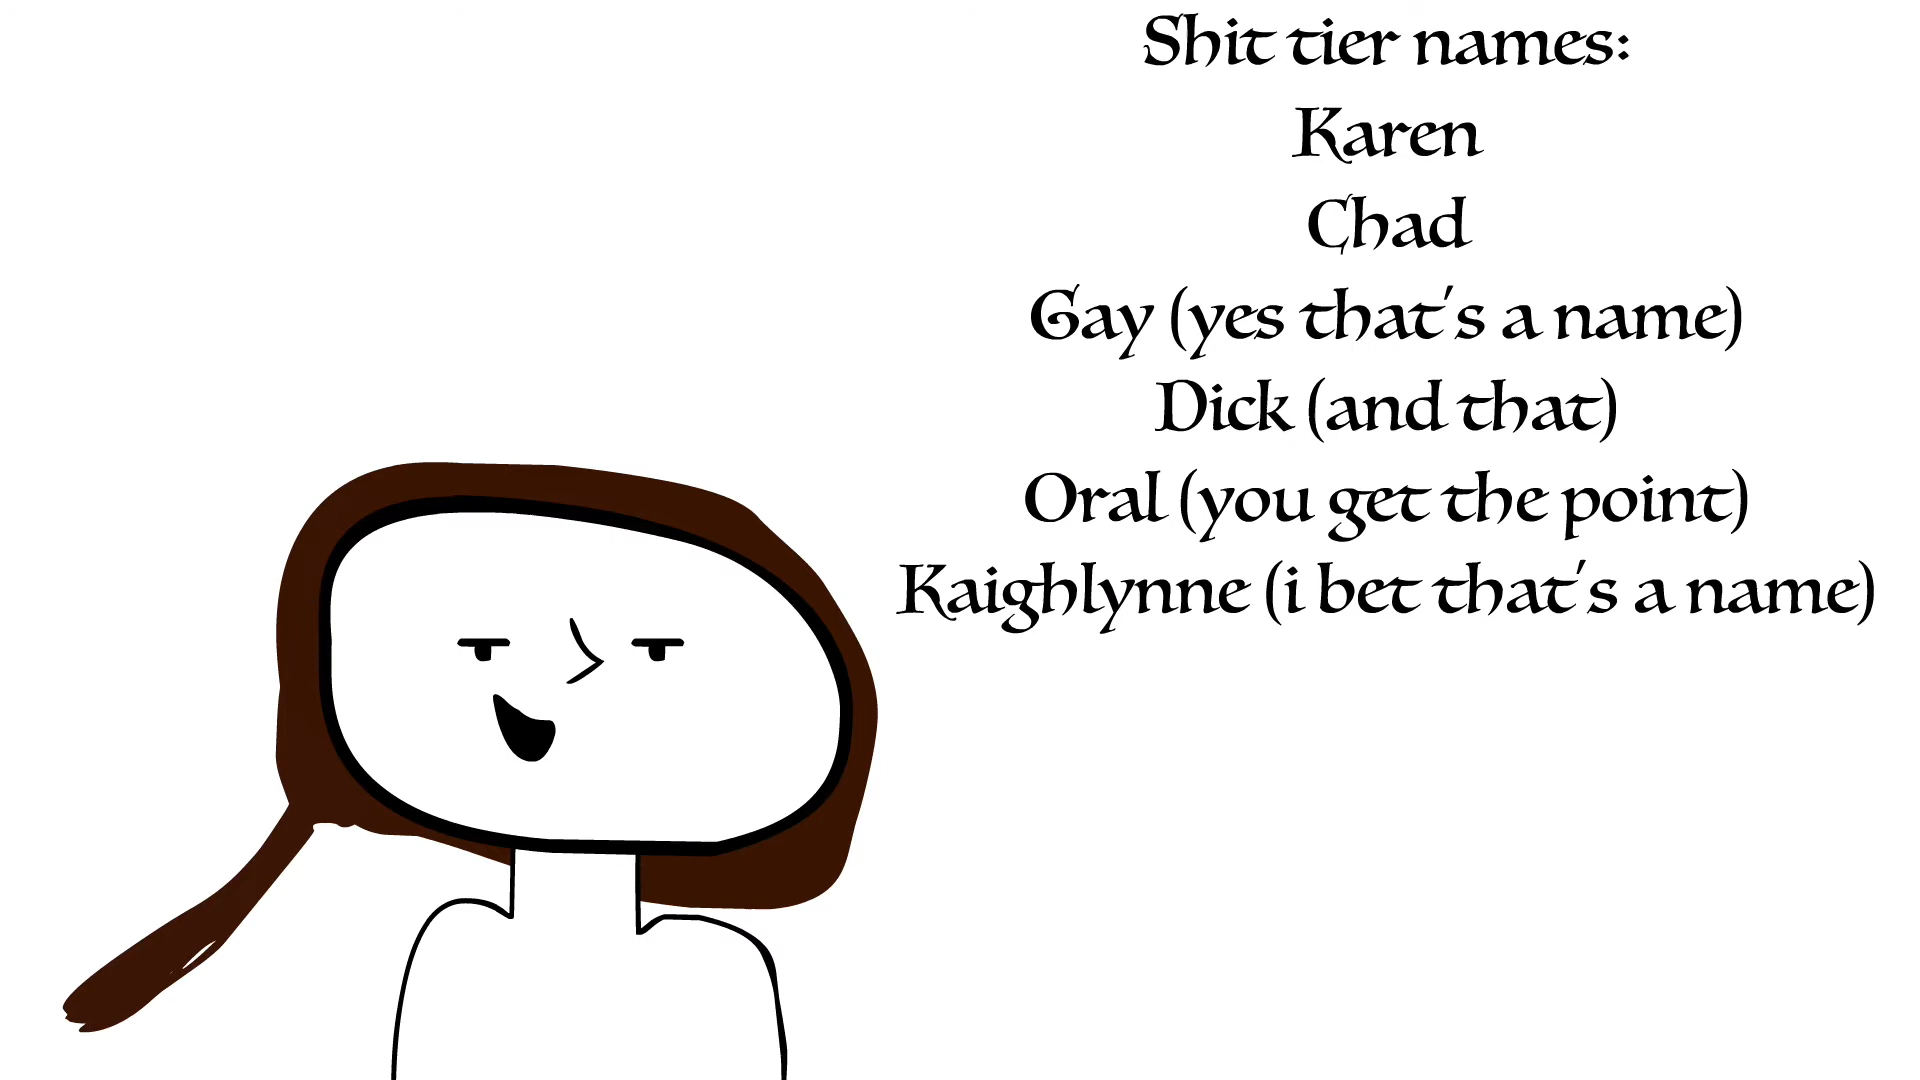 Shit tier names:
Karen
Chad
Gay (yes that's a name)
Dick (and that)
Oral (you get the point)
Kaighlynne (i bet that's a name)